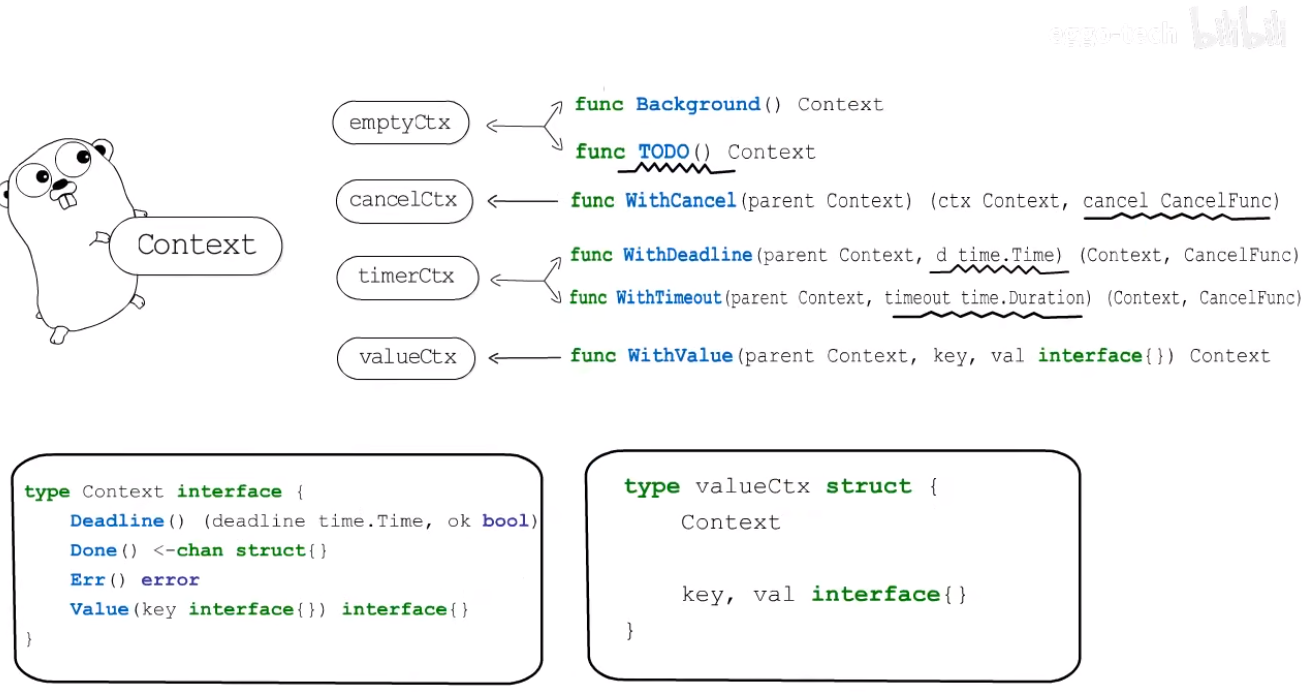 eggo-tech bilibili
emptyCtx
func Background() Context
func TODO() Context
cancelCtx
func WithCancel(parent Context) (ctx Context, cancel CancelFunc)
Context
timerCtx
func WithDeadline(parent Context, d time.Time) (Context, CancelFunc)
func WithTimeout(parent Context, timeout time.Duration) (Context, CancelFunc)
valueCtx
func WithValue(parent Context, key, val interface{}) Context
type Context interface {
Deadline() (deadline time.Time, ok bool)
Done() <-chan struct{}
Err() error
Value(key interface{}) interface{}
}
type valueCtx struct {
Context
key, val interface{}
}